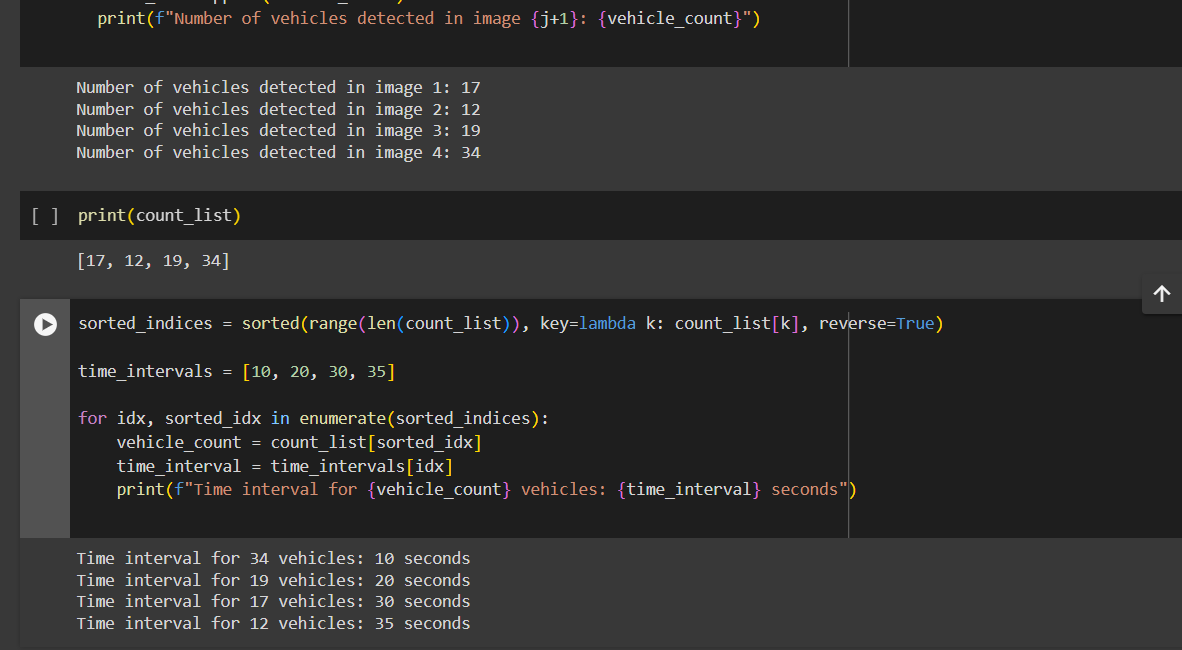 print(f"Number of vehicles detected in image {j+1}: {vehicle_count}")
Number of vehicles detected in image 1: 17
Number of vehicles detected in image 2: 12
Number of vehicles detected in image 3: 19
Number of vehicles detected in image 4: 34
[ ] print(count_list)
[17, 12, 19, 34]
sorted_indices = sorted(range(len(count_list)), key=lambda k: count_list[k], reverse=True)
time_intervals = [10, 20, 30, 35]
for idx, sorted_idx in enumerate(sorted_indices):
    vehicle_count = count_list[sorted_idx]
    time_interval = time_intervals[idx]
    print(f"Time interval for {vehicle_count} vehicles: {time_interval} seconds")
Time interval for 34 vehicles: 10 seconds
Time interval for 19 vehicles: 20 seconds
Time interval for 17 vehicles: 30 seconds
Time interval for 12 vehicles: 35 seconds